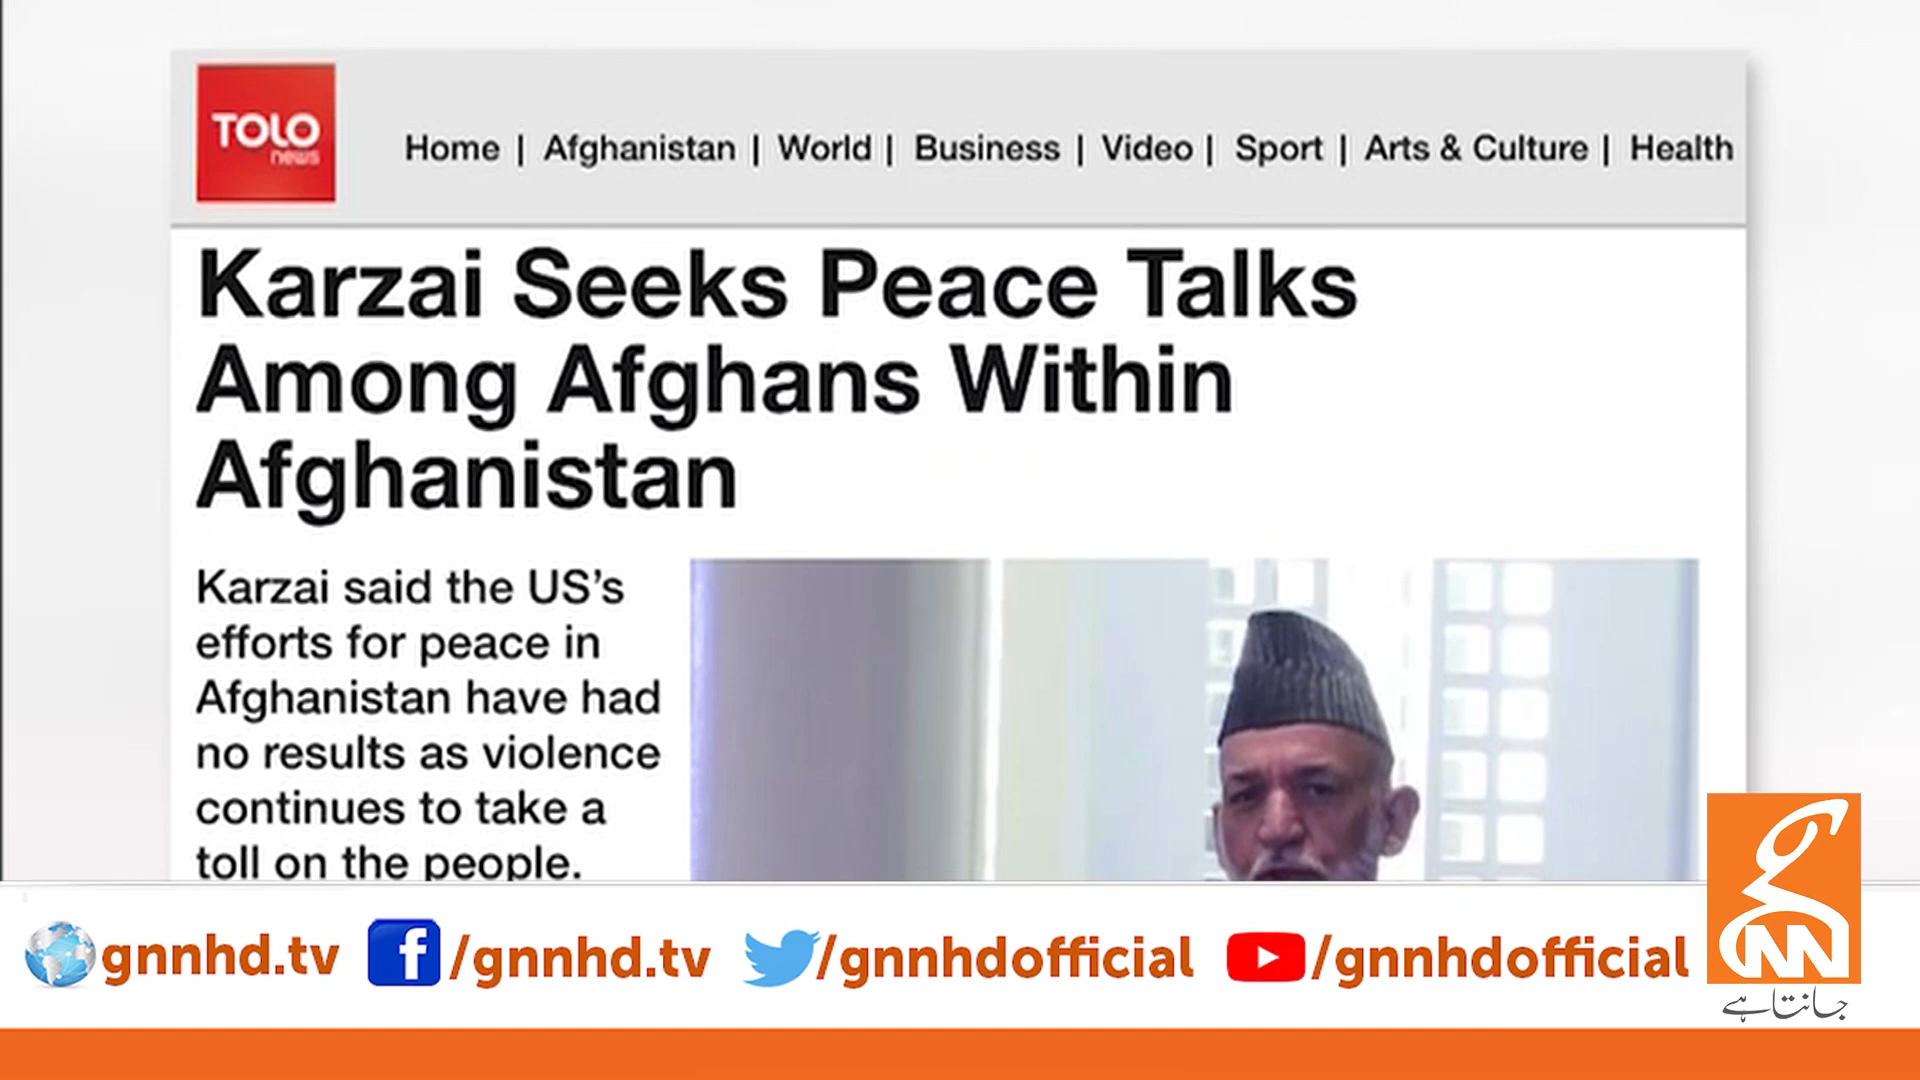 TOLO
news
Home | Afghanistan | World | Business | Video | Sport | Arts & Culture | Health
Karzai Seeks Peace Talks
Among Afghans Within
Afghanistan
Karzai said the US’s
efforts for peace in
Afghanistan have had
no results as violence
continues to take a
toll on the people.
gnnhd.tv
/gnnhd.tv
/gnnhdofficial
/gnnhdofficial
GNN
جانتا ہے